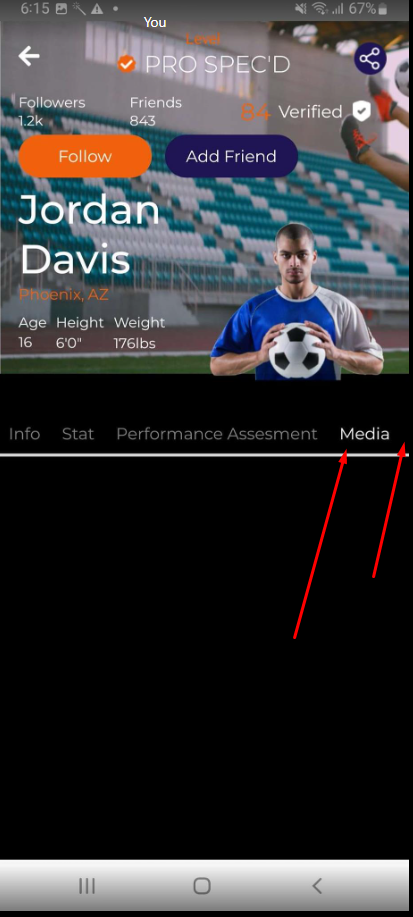 6:15 67%
You
Level
PRO SPEC'D
Followers Friends
1.2k 843
84 Verified
Follow Add Friend
Jordan
Davis
Phoenix, AZ
Age Height Weight
16 6'0" 176lbs
Info Stat Performance Assesment Media